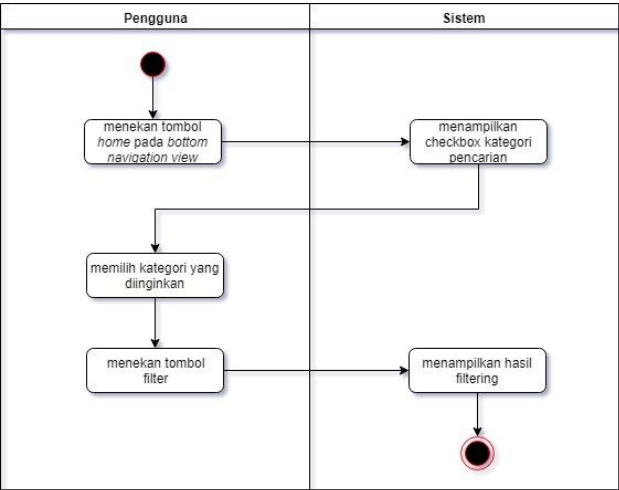 Pengguna
Sistem
menekan tombol
home pada bottom
navigation view
menampilkan
checkbox kategori
pencarian
memilih kategori yang
diinginkan
menekan tombol
filter
menampilkan hasil
filtering